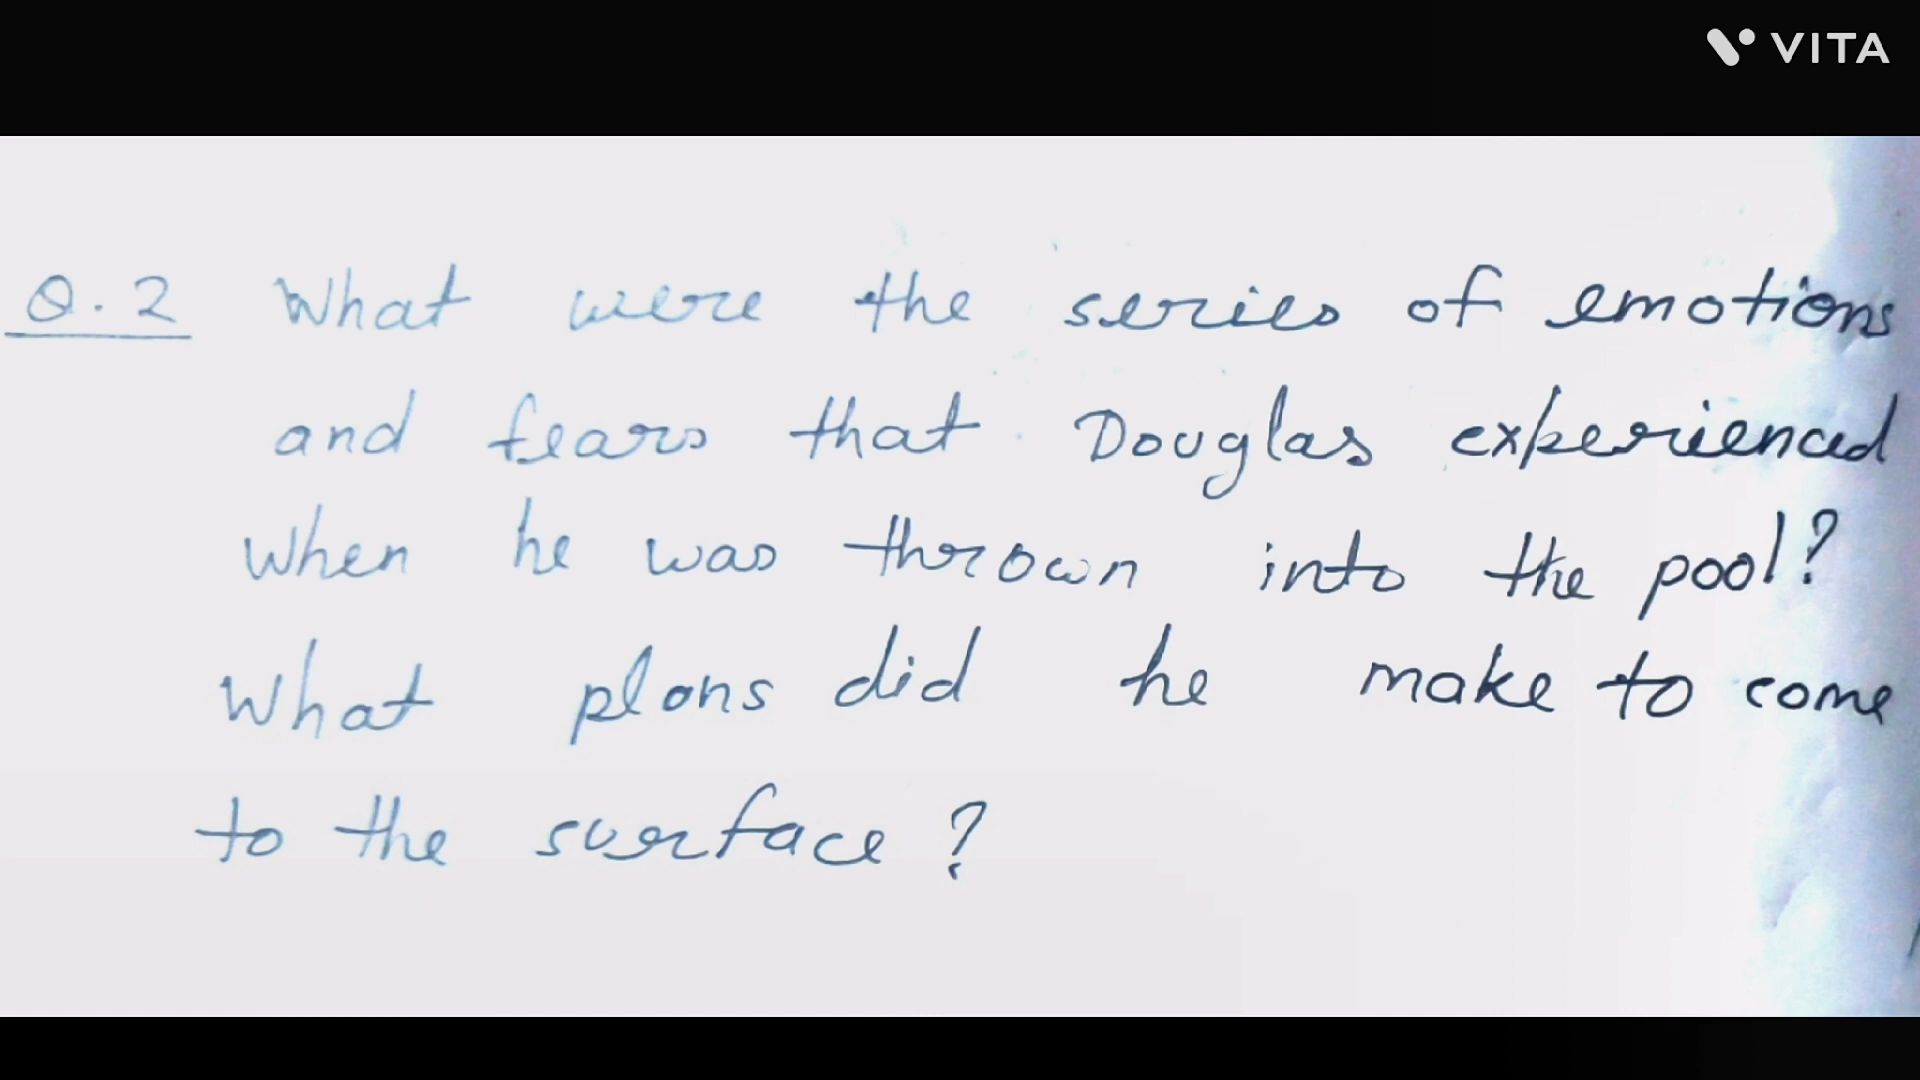 VITA
Q.2 What were the series of emotions
and fears that Douglas experienced
when he was thrown into the pool?
What plans did he make to come
to the surface?